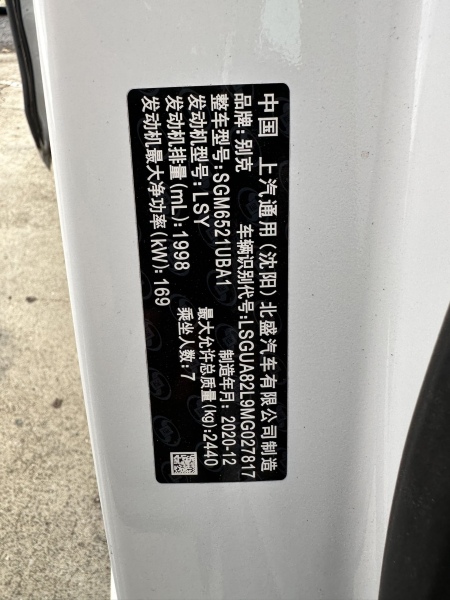 中国 上汽通用(沈阳)北盛汽车有限公司制造
品牌:别克 车辆识别代号:LSGUA82L9MG027817
整车型号:SGM6521UBA1 制造年月:2020-12
发动机型号:LSY 最大允许总质量(kg):2440
发动机排量(mL):1998 乘坐人数:7
发动机最大净功率(kW):169